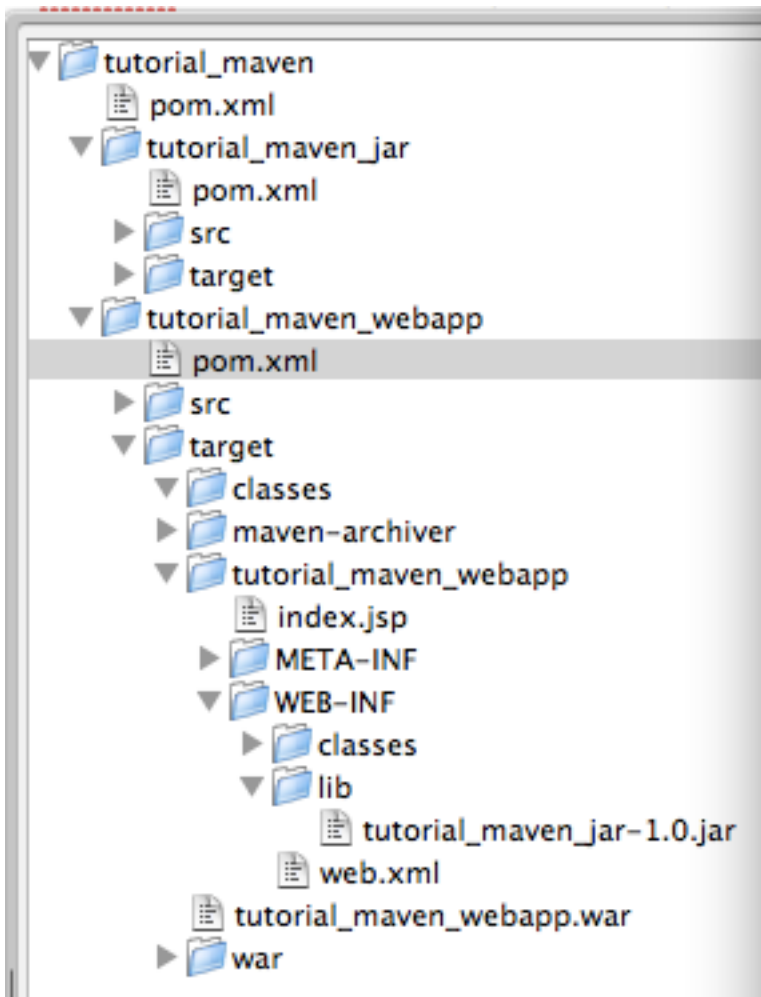 tutorial_maven
pom.xml
tutorial_maven_jar
pom.xml
src
target
tutorial_maven_webapp
pom.xml
src
target
classes
maven-archiver
tutorial_maven_webapp
index.jsp
META-INF
WEB-INF
classes
lib
tutorial_maven_jar-1.0.jar
web.xml
tutorial_maven_webapp.war
war